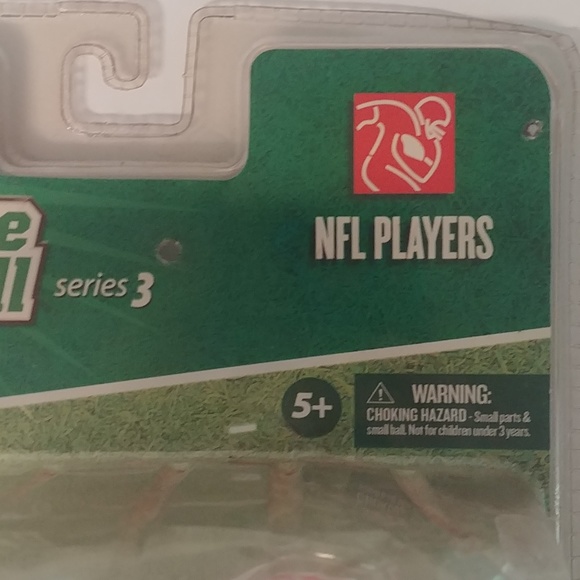 NFL PLAYERS
series 3
5+
WARNING:
CHOKING HAZARD - Small parts &
small ball. Not for children under 3 years.